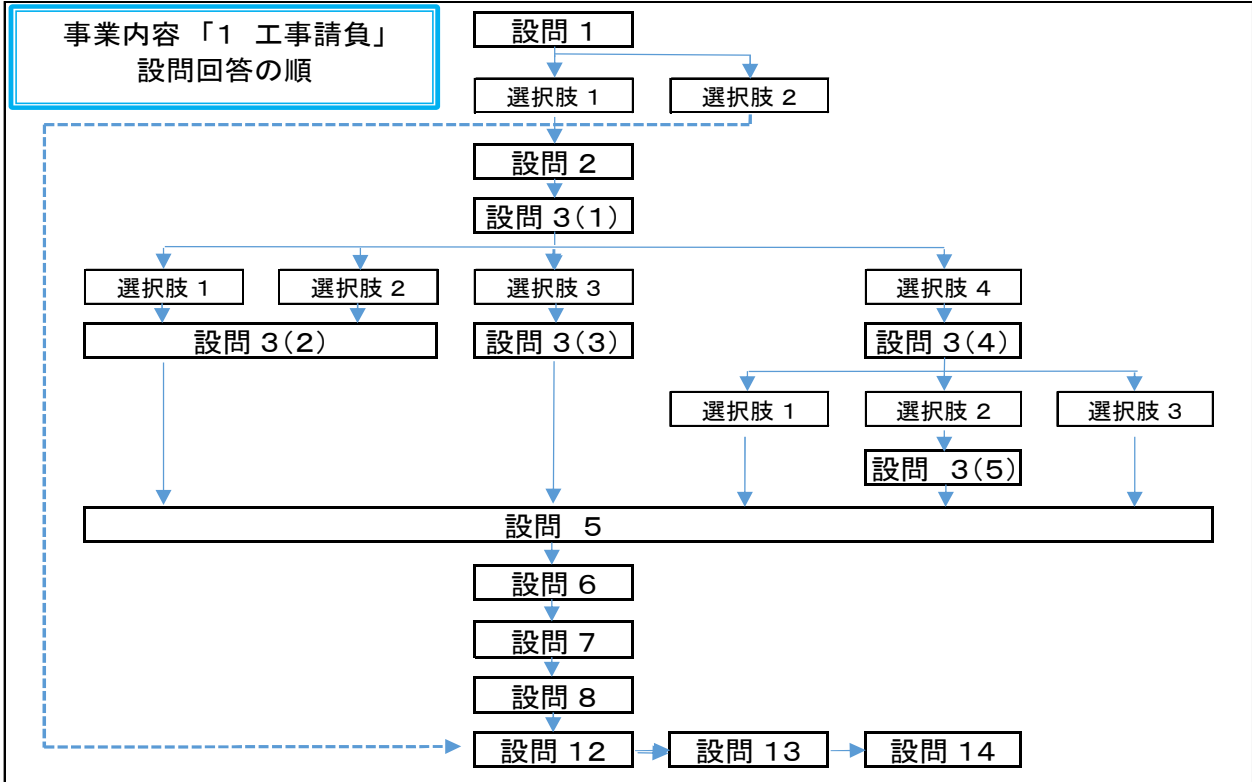 事業内容 「1 工事請負」
設問回答の順
設問 1
選択肢 1
選択肢 2
設問 2
設問 3(1)
選択肢 1
選択肢 2
選択肢 3
選択肢 4
設問 3(2)
設問 3(3)
設問 3(4)
選択肢 1
選択肢 2
選択肢 3
設問 3(5)
設問 5
設問 6
設問 7
設問 8
設問 12
設問 13
設問 14